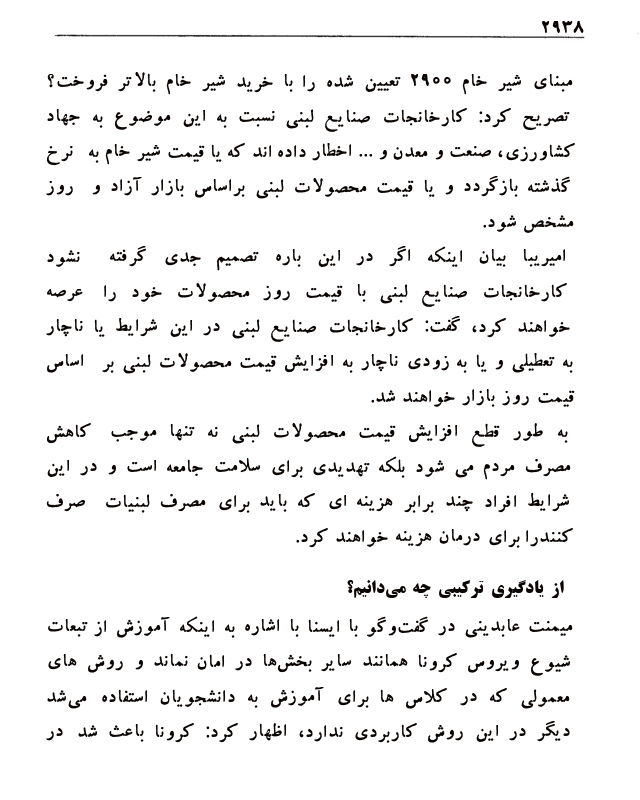 ۲۹۳۸
مبنای شیر خام ۲۹۰۰ تعیین شده را با خرید شیر خام بالاتر فروخت؟
تصریح کرد: کارخانجات صنایع لبنی نسبت به این موضوع به جهاد
کشاورزی، صنعت و معدن و ... اخطار داده اند که یا قیمت شیر خام به نرخ
گذشته بازگردد و یا قیمت محصولات لبنی براساس بازار آزاد و روز
مشخص شود.
امیریبا بیان اینکه اگر در این باره تصمیم جدی گرفته نشود
کارخانجات صنایع لبنی با قیمت روز محصولات خود را عرصه
خواهند کرد، گفت: کارخانجات صنایع لبنی در این شرایط یا ناچار
به تعطیلی و یا به زودی ناچار به افزایش قیمت محصولات لبنی بر اساس
قیمت روز بازار خواهند شد.
به طور قطع افزایش قیمت محصولات لبنی نه تنها موجب کاهش
مصرف مردم می شود بلکه تهدیدی برای سلامت جامعه است و در این
شرایط افراد چند برابر هزینه ای که باید برای مصرف لبنیات صرف
کنندرا برای درمان هزینه خواهند کرد.
از یادگیری ترکیبی چه می‌دانیم؟
میمنت عابدینی در گفت‌وگو با ایسنا با اشاره به اینکه آموزش از تبعات
شیوع ویروس کرونا همانند سایر بخش‌ها در امان نماند و روش های
معمولی که در کلاس ها برای آموزش به دانشجویان استفاده می‌شد
دیگر در این روش کاربردی ندارد، اظهار کرد: کرونا باعث شد در